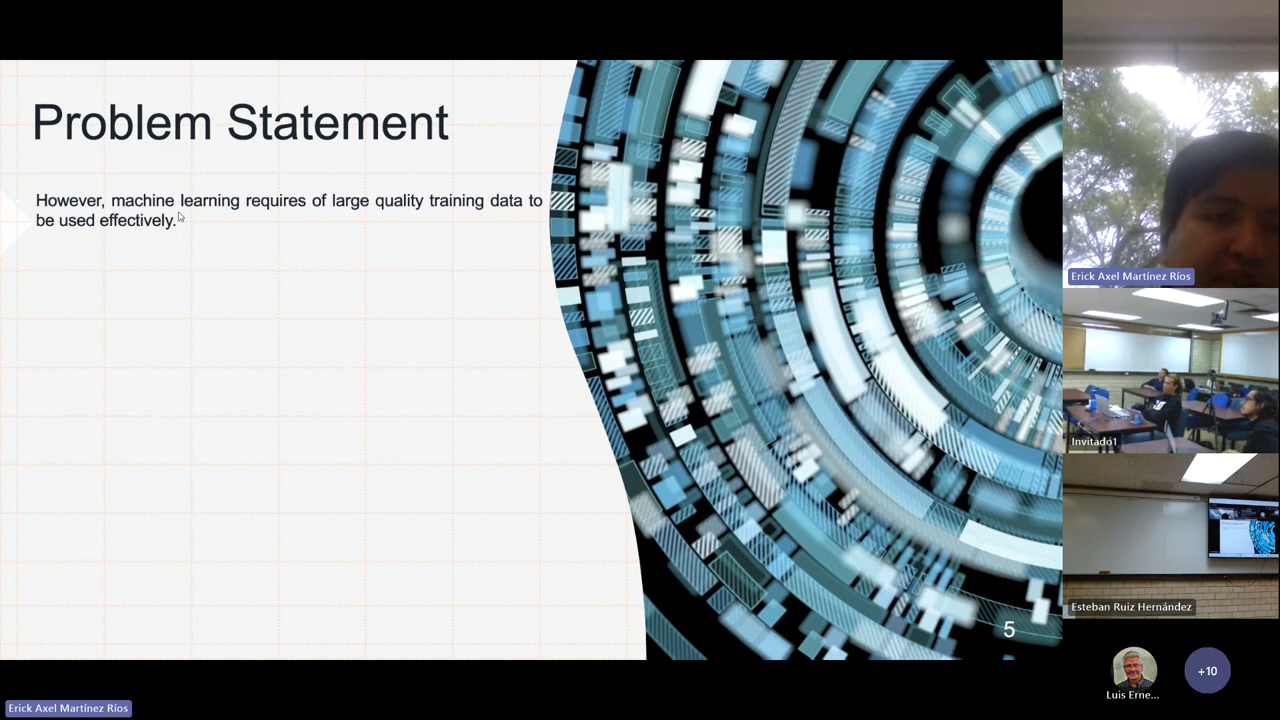 Problem Statement
However, machine learning requires of large quality training data to
be used effectively.
5
Erick Axel Martínez Ríos
Invitado1
Esteban Ruiz Hernández
Luis Erne...
+10
Erick Axel Martínez Ríos